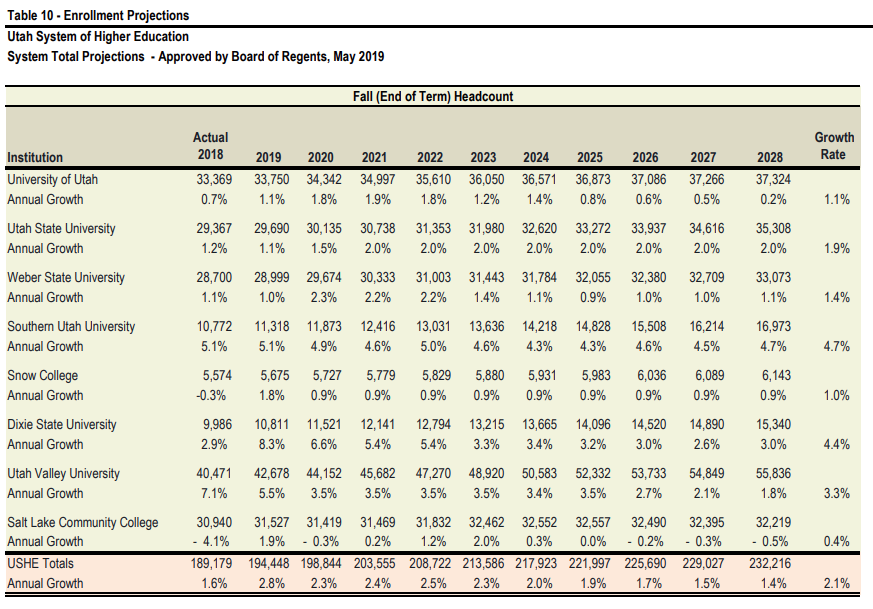 Table 10 - Enrollment Projections
Utah System of Higher Education
System Total Projections - Approved by Board of Regents, May 2019
Fall (End of Term) Headcount
Actual Growth
Institution 2018 2019 2020 2021 2022 2023 2024 2025 2026 2027 2028 Rate
University of Utah 33,369 33,750 34,342 34,997 35,610 36,050 36,571 36,873 37,086 37,266 37,324
Annual Growth 0.7% 1.1% 1.8% 1.9% 1.8% 1.2% 1.4% 0.8% 0.6% 0.5% 0.2% 1.1%
Utah State University 29,367 29,690 30,135 30,738 31,353 31,980 32,620 33,272 33,937 34,616 35,308
Annual Growth 1.2% 1.1% 1.5% 2.0% 2.0% 2.0% 2.0% 2.0% 2.0% 2.0% 2.0% 1.9%
Weber State University 28,700 28,999 29,674 30,333 31,003 31,443 31,784 32,055 32,380 32,709 33,073
Annual Growth 1.1% 1.0% 2.3% 2.2% 2.2% 1.4% 1.1% 0.9% 1.0% 1.0% 1.1% 1.4%
Southern Utah University 10,772 11,318 11,873 12,416 13,031 13,636 14,218 14,828 15,508 16,214 16,973
Annual Growth 5.1% 5.1% 4.9% 4.6% 5.0% 4.6% 4.3% 4.3% 4.6% 4.5% 4.7% 4.7%
Snow College 5,574 5,675 5,727 5,779 5,829 5,880 5,931 5,983 6,036 6,089 6,143
Annual Growth -0.3% 1.8% 0.9% 0.9% 0.9% 0.9% 0.9% 0.9% 0.9% 0.9% 0.9% 1.0%
Dixie State University 9,986 10,811 11,521 12,141 12,794 13,215 13,665 14,096 14,520 14,890 15,340
Annual Growth 2.9% 8.3% 6.6% 5.4% 5.4% 3.3% 3.4% 3.2% 3.0% 2.6% 3.0% 4.4%
Utah Valley University 40,471 42,678 44,152 45,682 47,270 48,920 50,583 52,332 53,733 54,849 55,836
Annual Growth 7.1% 5.5% 3.5% 3.5% 3.5% 3.5% 3.4% 3.5% 2.7% 2.1% 1.8% 3.3%
Salt Lake Community College 30,940 31,527 31,419 31,469 31,832 32,462 32,552 32,557 32,490 32,395 32,219
Annual Growth - 4.1% 1.9% - 0.3% 0.2% 1.2% 2.0% 0.3% 0.0% - 0.2% - 0.3% - 0.5% 0.4%
USHE Totals 189,179 194,448 198,844 203,555 208,722 213,586 217,923 221,997 225,690 229,027 232,216
Annual Growth 1.6% 2.8% 2.3% 2.4% 2.5% 2.3% 2.0% 1.9% 1.7% 1.5% 1.4% 2.1%